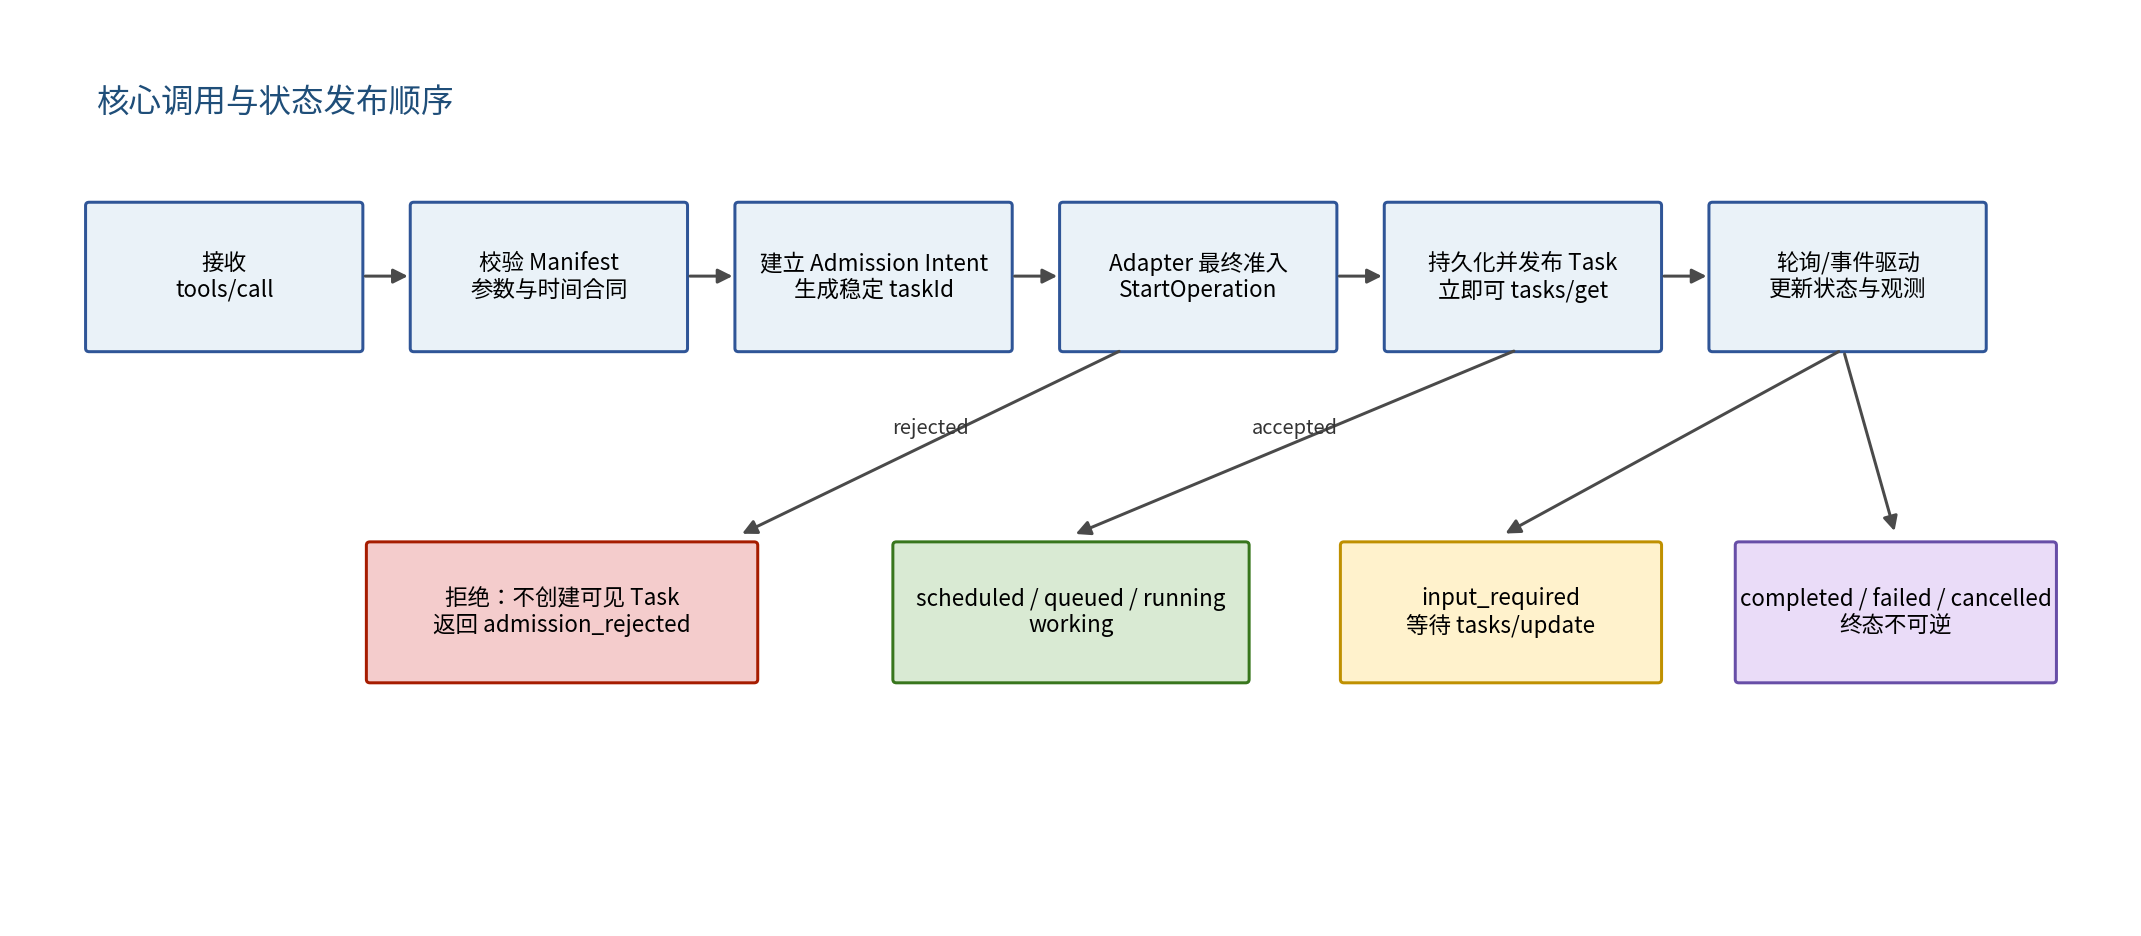 核心调用与状态发布顺序
接收
tools/call
校验 Manifest
参数与时间合同
建立 Admission Intent
生成稳定 taskId
Adapter 最终准入
StartOperation
持久化并发布 Task
立即可 tasks/get
轮询/事件驱动
更新状态与观测
rejected
accepted
拒绝：不创建可见 Task
返回 admission_rejected
scheduled / queued / running
working
input_required
等待 tasks/update
completed / failed / cancelled
终态不可逆